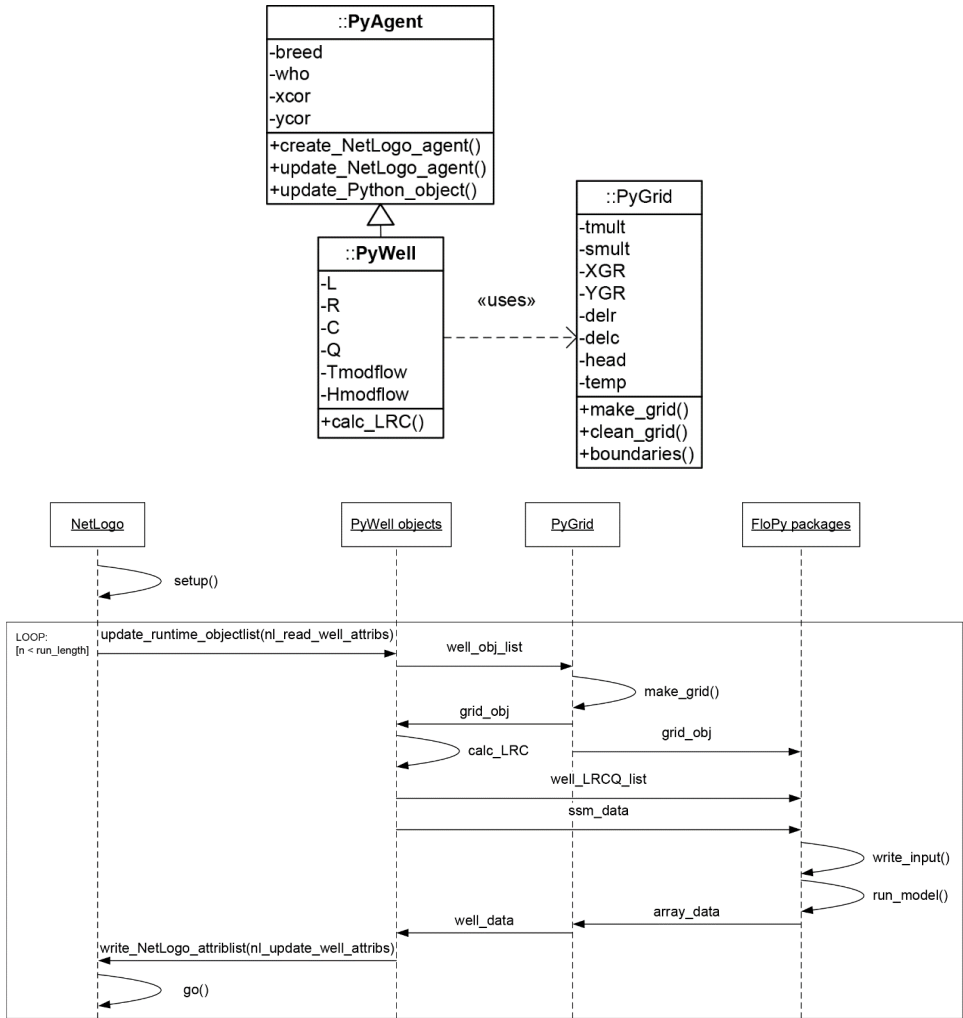 ::PyAgent
-breed
-who
-xcor
-ycor
+create_NetLogo_agent()
+update_NetLogo_agent()
+update_Python_object()
::PyWell
-L
-R
-C
-Q
-Tmodflow
-Hmodflow
+calc_LRC()
«uses»
::PyGrid
-tmult
-smult
-XGR
-YGR
-delr
-delc
-head
-temp
+make_grid()
+clean_grid()
+boundaries()
NetLogo
PyWell objects
PyGrid
FloPy packages
setup()
LOOP:
[n < run_length]
update_runtime_objectlist(nl_read_well_attribs)
well_obj_list
make_grid()
grid_obj
calc_LRC
grid_obj
well_LRCQ_list
ssm_data
write_input()
run_model()
array_data
well_data
write_NetLogo_attriblist(nl_update_well_attribs)
go()